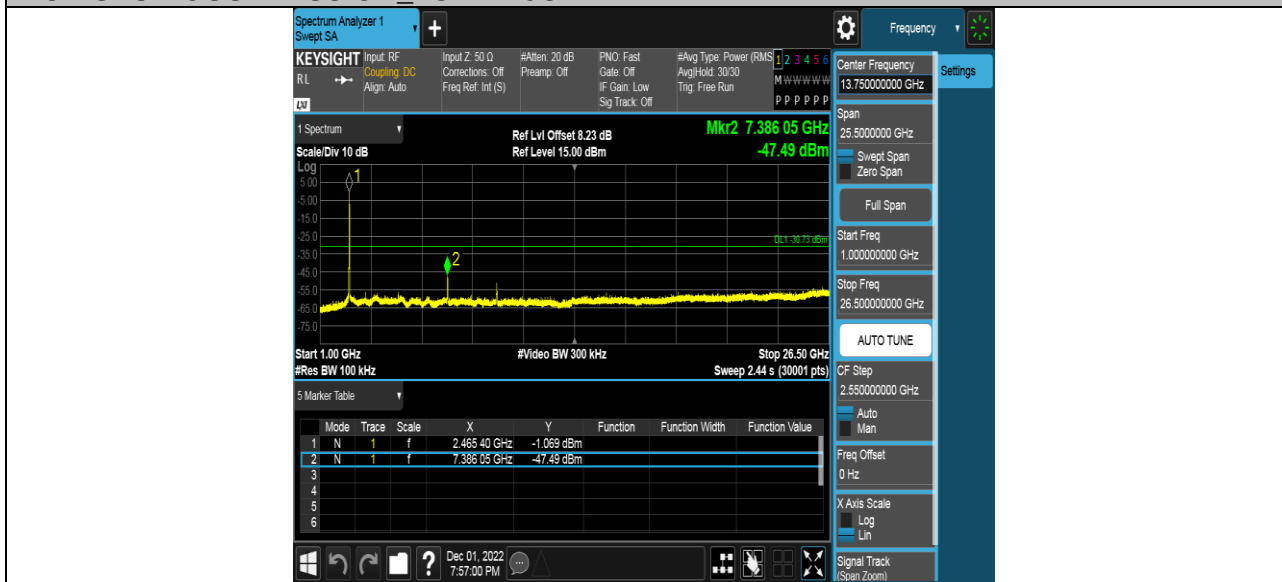 Spectrum Analyzer 1
Swept SA
+
Frequency
KEYSIGHT
RL
LXI
Input: RF
Coupling: DC
Align: Auto
Input Z: 50 Ω
Corrections: Off
Freq Ref: Int (S)
#Atten: 20 dB
Preamp: Off
PNO: Fast
Gate: Off
IF Gain: Low
Sig Track: Off
#Avg Type: Power (RMS
Avg|Hold: 30/30
Trig: Free Run
1 2 3 4 5 6
M W W W W W
P P P P P P
1 Spectrum
Scale/Div 10 dB
Ref Lvl Offset 8.23 dB
Ref Level 15.00 dBm
Mkr2 7.386 05 GHz
-47.49 dBm
Log
5.00
-5.00
-15.0
-25.0
-35.0
-45.0
-55.0
-65.0
-75.0
1
2
DL1 -30.73 dBm
Start 1.00 GHz
#Res BW 100 kHz
#Video BW 300 kHz
Stop 26.50 GHz
Sweep 2.44 s (30001 pts)
5 Marker Table
Mode Trace Scale X Y Function Function Width Function Value
1 N 1 f 2.465 40 GHz -1.069 dBm
2 N 1 f 7.386 05 GHz -47.49 dBm
3
4
5
6
?
Dec 01, 2022
7:57:00 PM
Center Frequency
13.750000000 GHz
Settings
Span
25.5000000 GHz
Swept Span
Zero Span
Full Span
Start Freq
1.000000000 GHz
Stop Freq
26.500000000 GHz
AUTO TUNE
CF Step
2.550000000 GHz
Auto
Man
Freq Offset
0 Hz
X Axis Scale
Log
Lin
Signal Track
(Span Zoom)